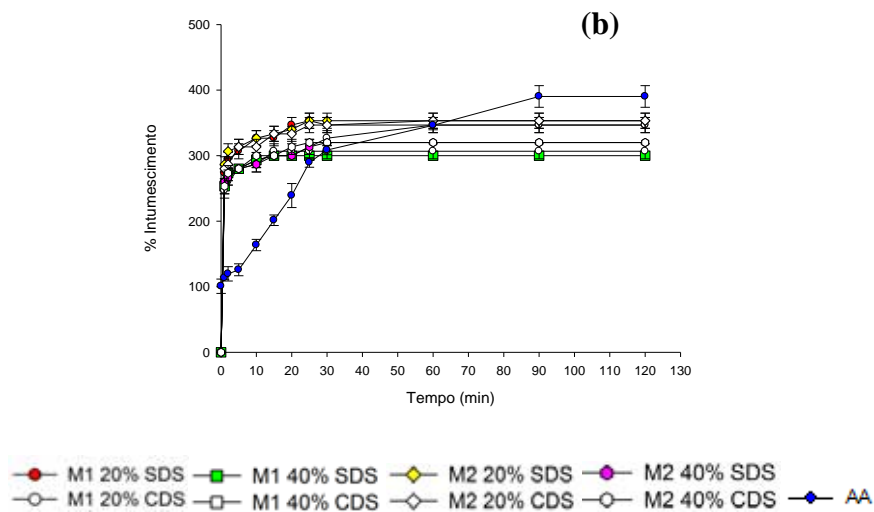 (b)
500
400
300
200
100
0
% Intumescimento
0 10 20 30 40 50 60 70 80 90 100 110 120 130
Tempo (min)
M1 20% SDS M1 40% SDS M2 20% SDS M2 40% SDS
M1 20% CDS M1 40% CDS M2 20% CDS M2 40% CDS AA